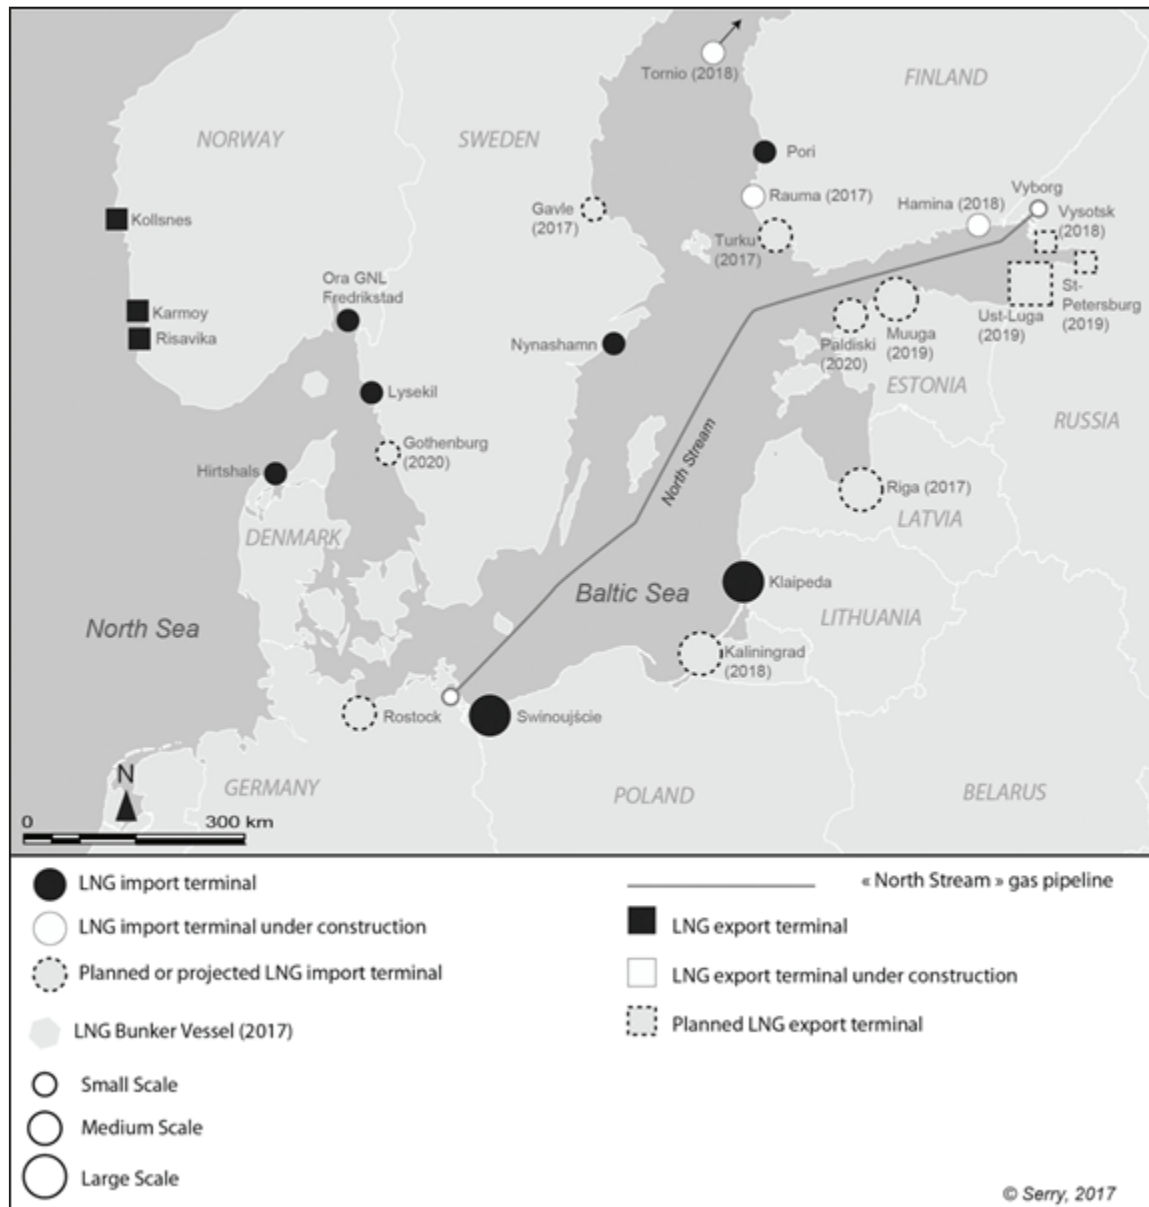 Tornio (2018)
FINLAND
NORWAY
SWEDEN
Pori
Rauma (2017)
Hamina (2018)
Vyborg
Vysotsk
(2018)
Gavle
(2017)
Turku
(2017)
Kollsnes
Ora GNL
Fredrikstad
St-
Petersburg
(2019)
Ust-Luga
(2019)
Karmoy
Risavika
Nynashamn
Paldiski
(2020)
Muuga
(2019)
ESTONIA
RUSSIA
Lysekil
Gothenburg
(2020)
Hirtshals
North Stream
Riga (2017)
LATVIA
DENMARK
Klaipeda
Baltic Sea
North Sea
LITHUANIA
Kaliningrad
(2018)
Rostock
Swinoujście
N
GERMANY
POLAND
BELARUS
0 300 km
LNG import terminal
LNG import terminal under construction
Planned or projected LNG import terminal
LNG Bunker Vessel (2017)
Small Scale
Medium Scale
Large Scale
« North Stream » gas pipeline
LNG export terminal
LNG export terminal under construction
Planned LNG export terminal
© Serry, 2017